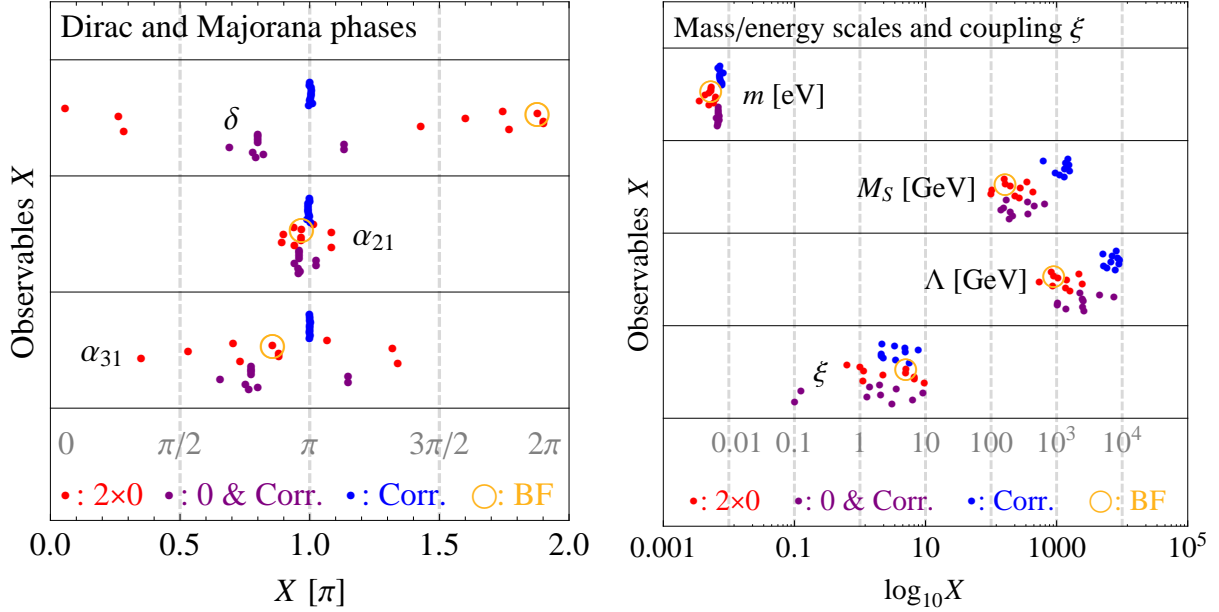 Dirac and Majorana phases
Observables X
δ
α₂₁
α₃₁
0 π/2 π 3π/2 2π
: 2×0 : 0 & Corr. : Corr. : BF
0.0 0.5 1.0 1.5 2.0
X [π]
Mass/energy scales and coupling ξ
Observables X
m [eV]
M_S [GeV]
Λ [GeV]
ξ
0.01 0.1 1 10 100 10³ 10⁴
: 2×0 : 0 & Corr. : Corr. : BF
0.001 0.1 10 1000 10⁵
log₁₀X